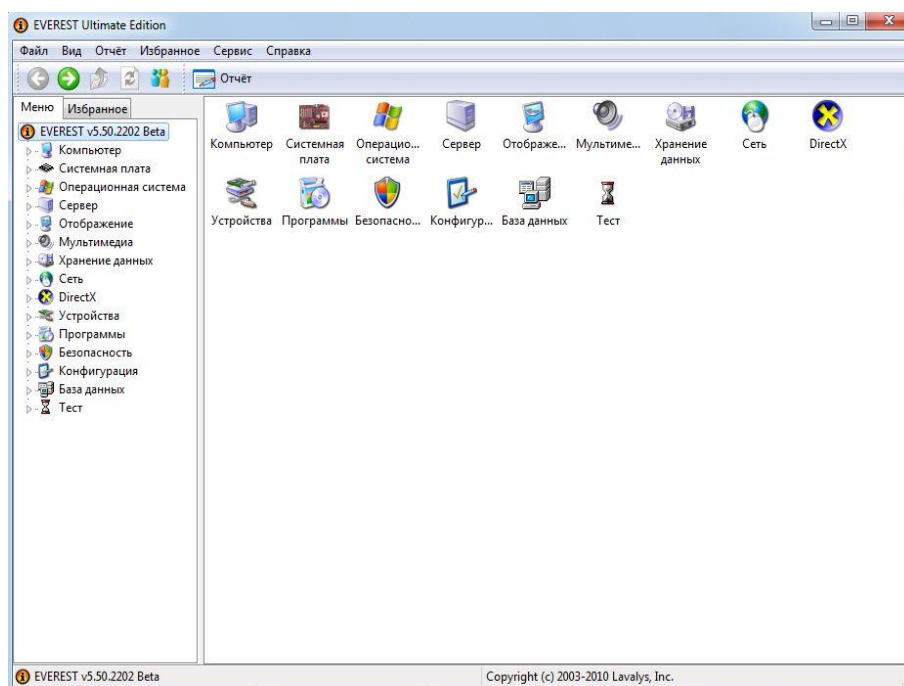 EVEREST Ultimate Edition
Файл Вид Отчёт Избранное Сервис Справка
Отчёт
Меню Избранное
EVEREST v5.50.2202 Beta
Компьютер
Системная плата
Операционная система
Сервер
Отображение
Мультимедиа
Хранение данных
Сеть
DirectX
Устройства
Программы
Безопасность
Конфигурация
База данных
Тест
Компьютер Системная плата Операцио... система Сервер Отображе... Мультиме... Хранение данных Сеть DirectX
Устройства Программы Безопасно... Конфигур... База данных Тест
EVEREST v5.50.2202 Beta Copyright (c) 2003-2010 Lavalys, Inc.